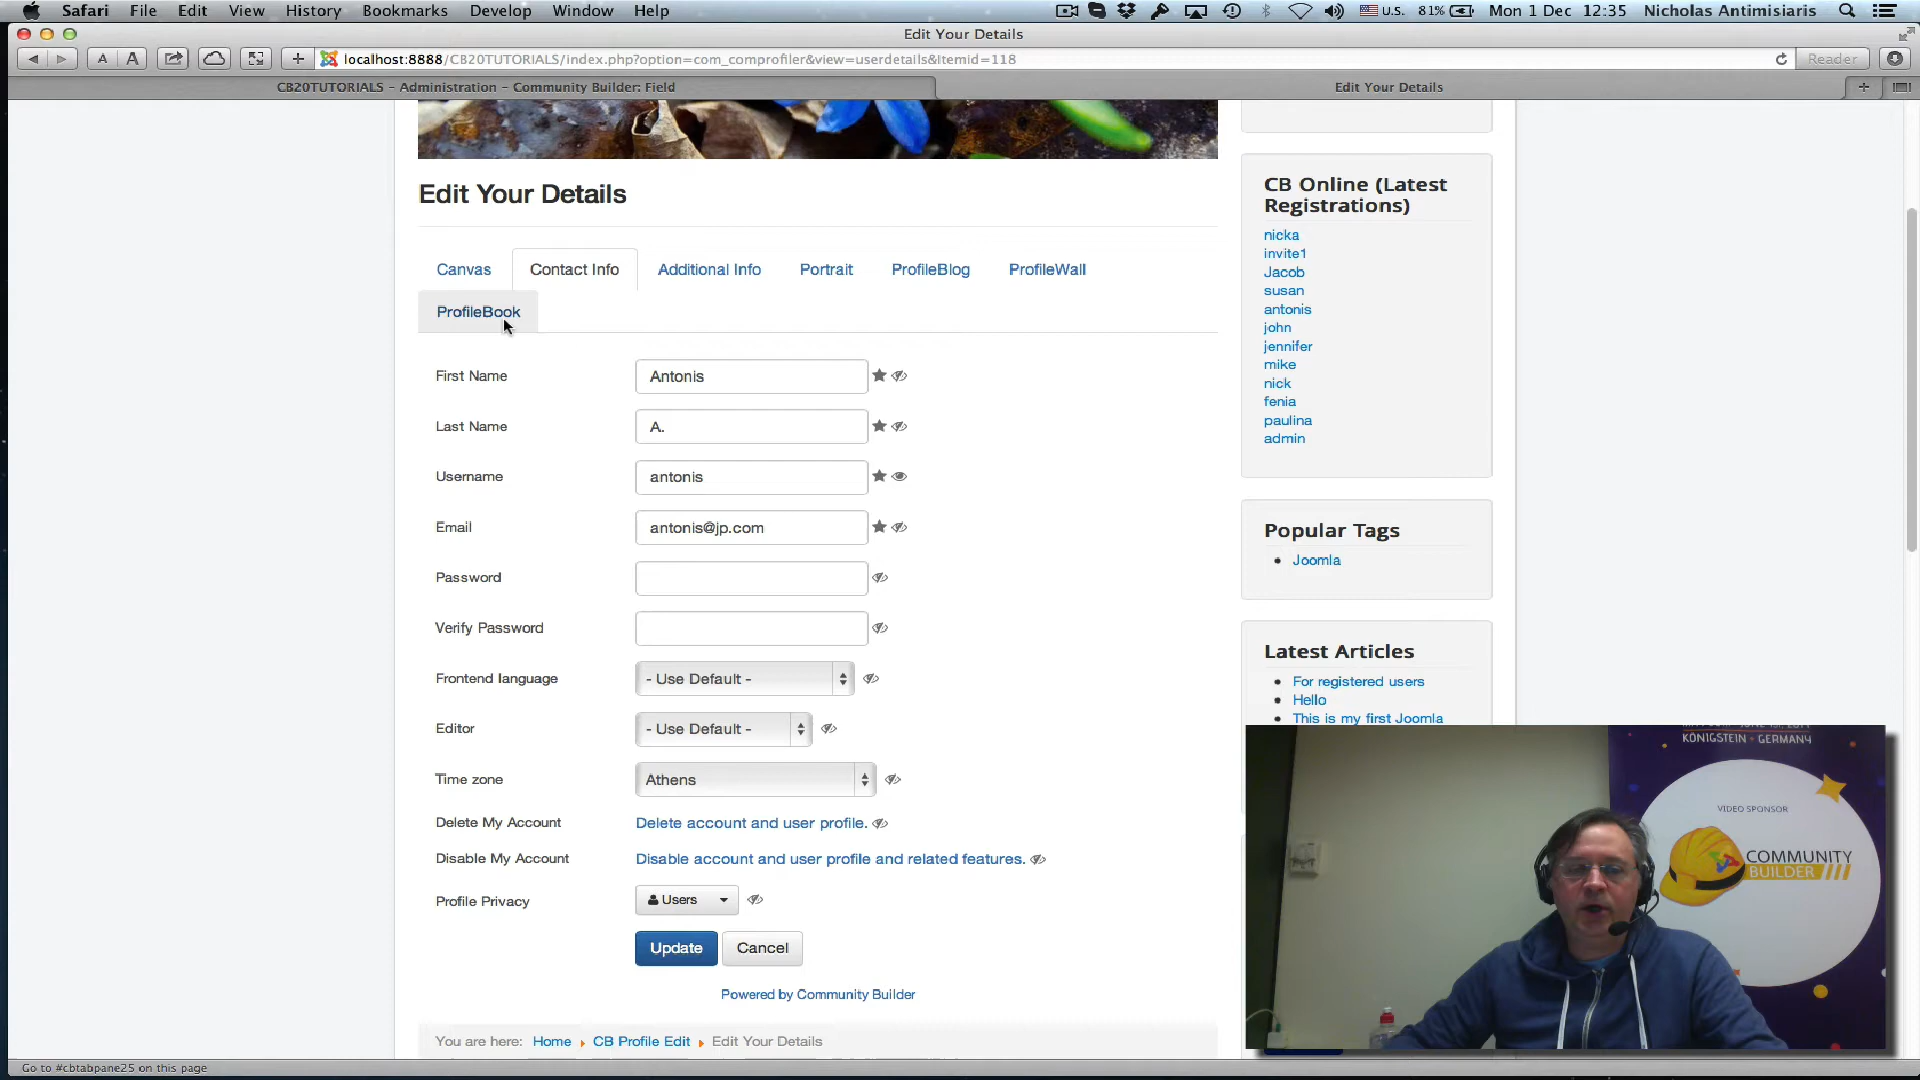 Safari File Edit View History Bookmarks Develop Window Help U.S. 81% Mon 1 Dec 12:35 Nicholas Antimisiaris
Edit Your Details
A A + localhost:8888/CB20TUTORIALS/index.php?option=com_comprofiler&view=userdetails&Itemid=118 Reader
CB20TUTORIALS - Administration - Community Builder: Field Edit Your Details +
Edit Your Details
Canvas Contact Info Additional Info Portrait ProfileBlog ProfileWall
ProfileBook
First Name Antonis
Last Name A.
Username antonis
Email antonis@jp.com
Password
Verify Password
Frontend language - Use Default -
Editor - Use Default -
Time zone Athens
Delete My Account Delete account and user profile.
Disable My Account Disable account and user profile and related features.
Profile Privacy Users
Update Cancel
Powered by Community Builder
You are here: Home CB Profile Edit Edit Your Details
CB Online (Latest
Registrations)
nicka
invite1
Jacob
susan
antonis
john
jennifer
mike
nick
fenia
paulina
admin
Popular Tags
Joomla
Latest Articles
For registered users
Hello
This is my first Joomla
KÖNIGSTEIN • GERMANY
VIDEO SPONSOR
COMMUNITY
BUILDER
Go to #cbtabpane25 on this page